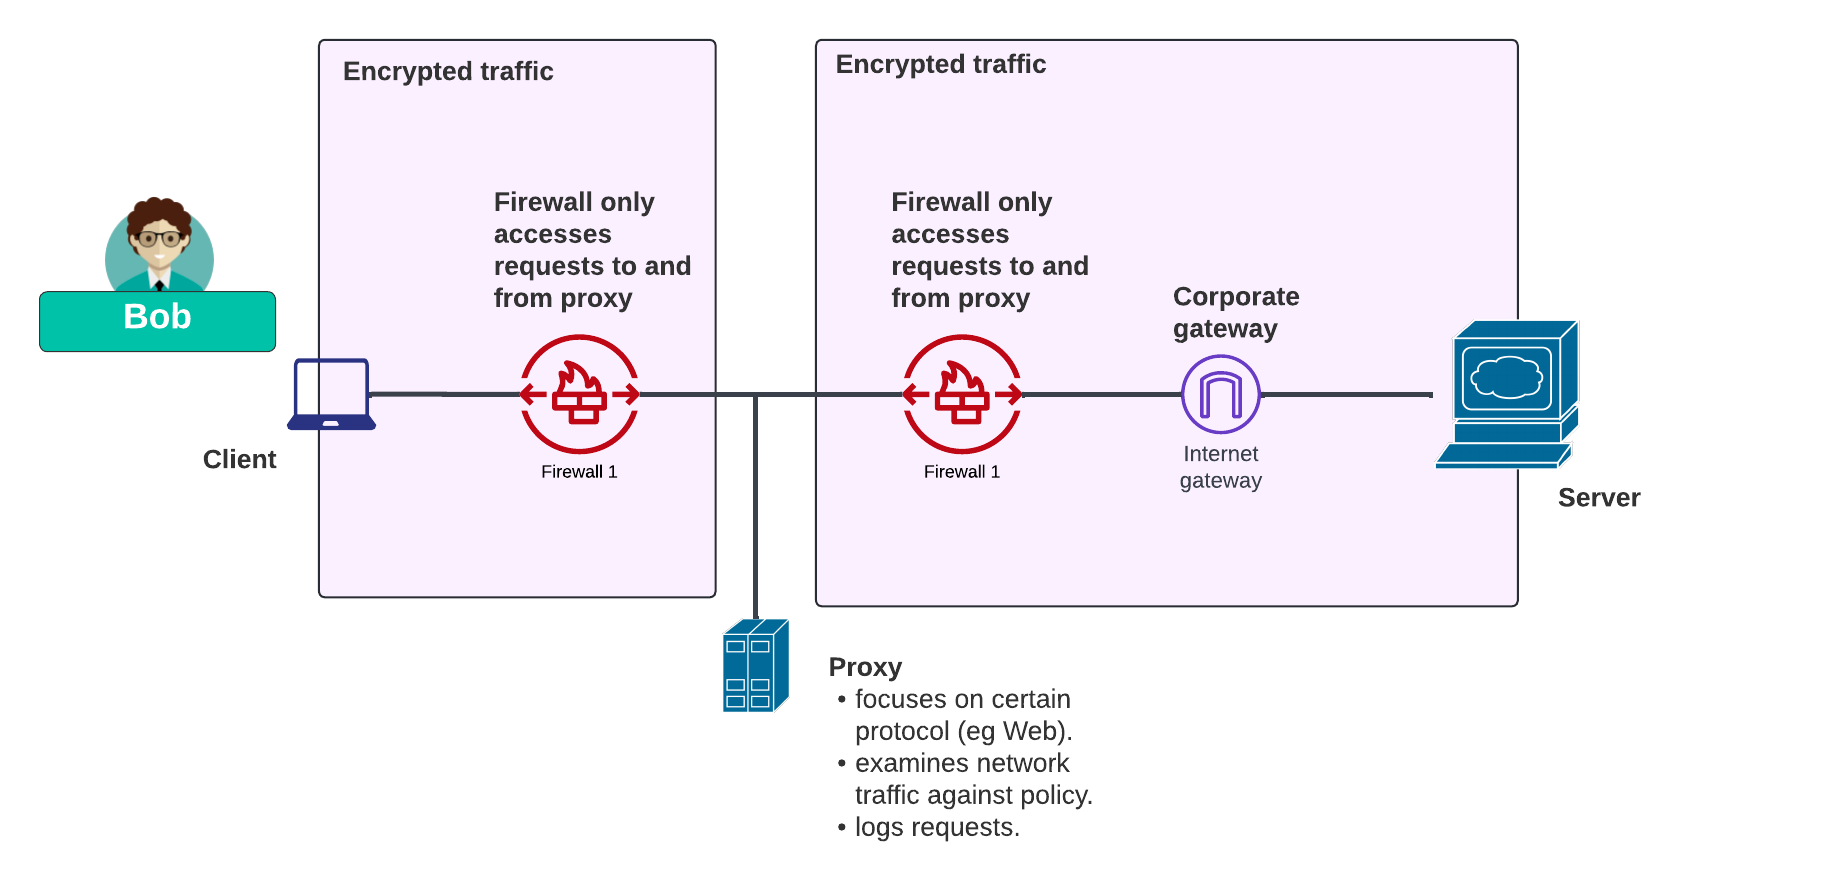 Encrypted traffic
Encrypted traffic
Firewall only
accesses
requests to and
from proxy
Firewall only
accesses
requests to and
from proxy
Corporate
gateway
Bob
Client
Firewall 1
Firewall 1
Internet
gateway
Server
Proxy
• focuses on certain
protocol (eg Web).
• examines network
traffic against policy.
• logs requests.